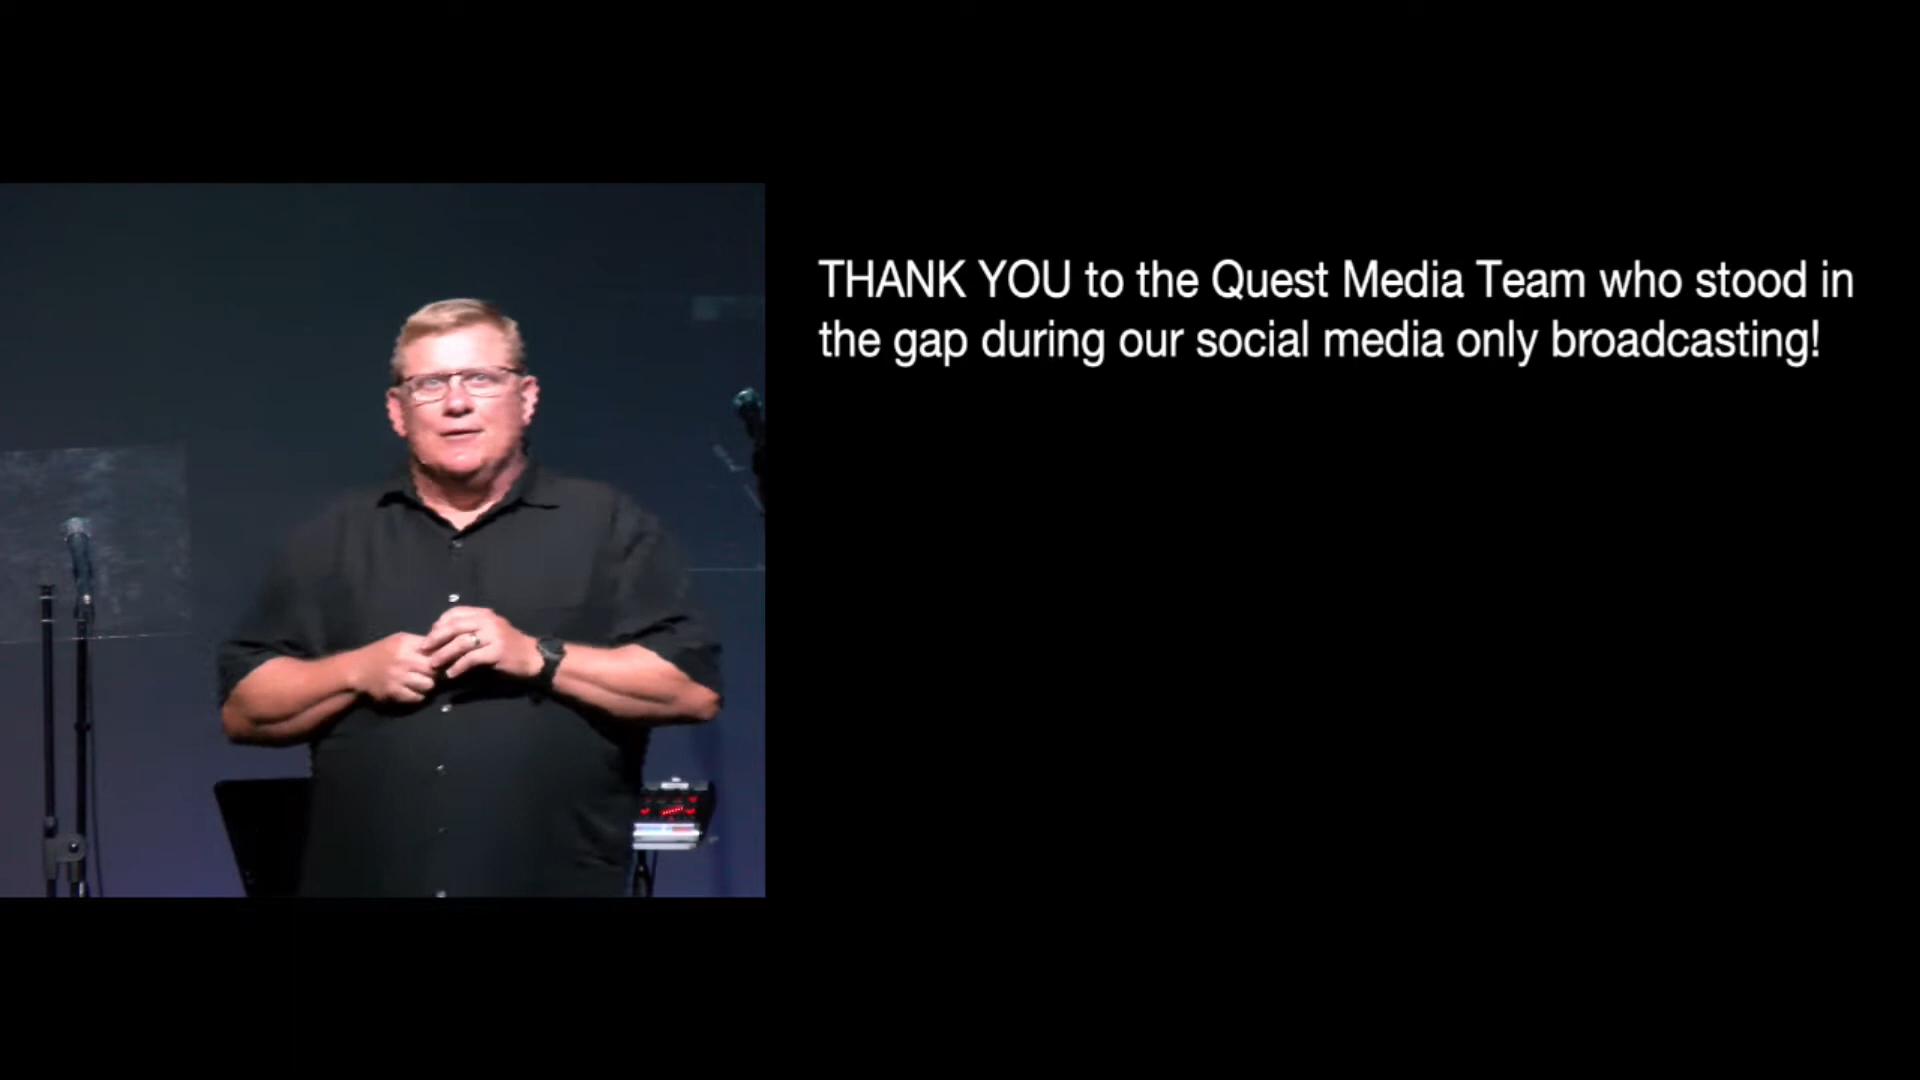 THANK YOU to the Quest Media Team who stood in
the gap during our social media only broadcasting!